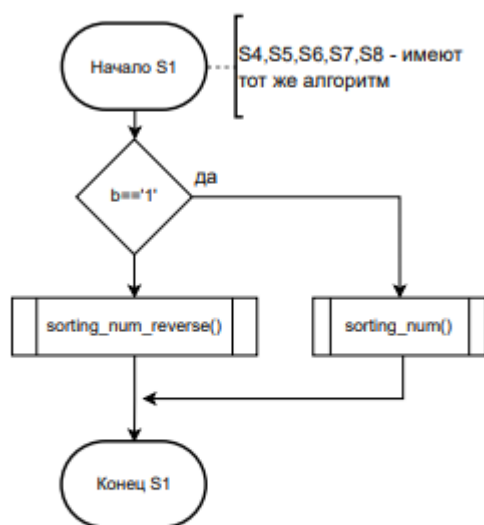 Начало S1
S4,S5,S6,S7,S8 - имеют
тот же алгоритм
b=='1'
да
sorting_num_reverse()
sorting_num()
Конец S1